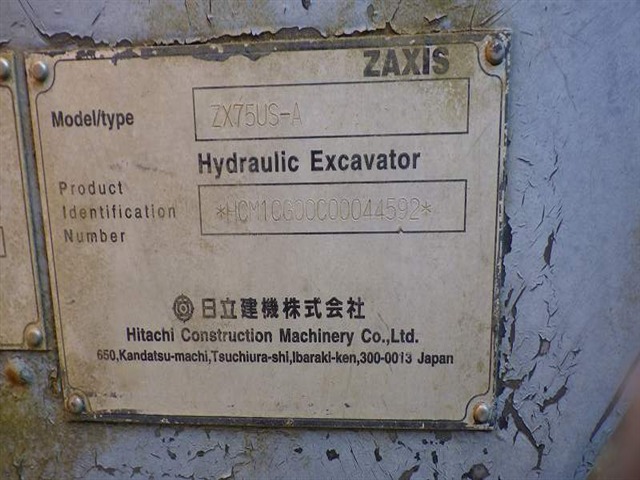 ZAXIS
Model/type
ZX75US-A
Hydraulic Excavator
Product
Identification
Number
*HCM1CG00C00044592*
日立建機株式会社
Hitachi Construction Machinery Co.,Ltd.
650,Kandatsu-machi,Tsuchiura-shi,Ibaraki-ken,300-0013 Japan